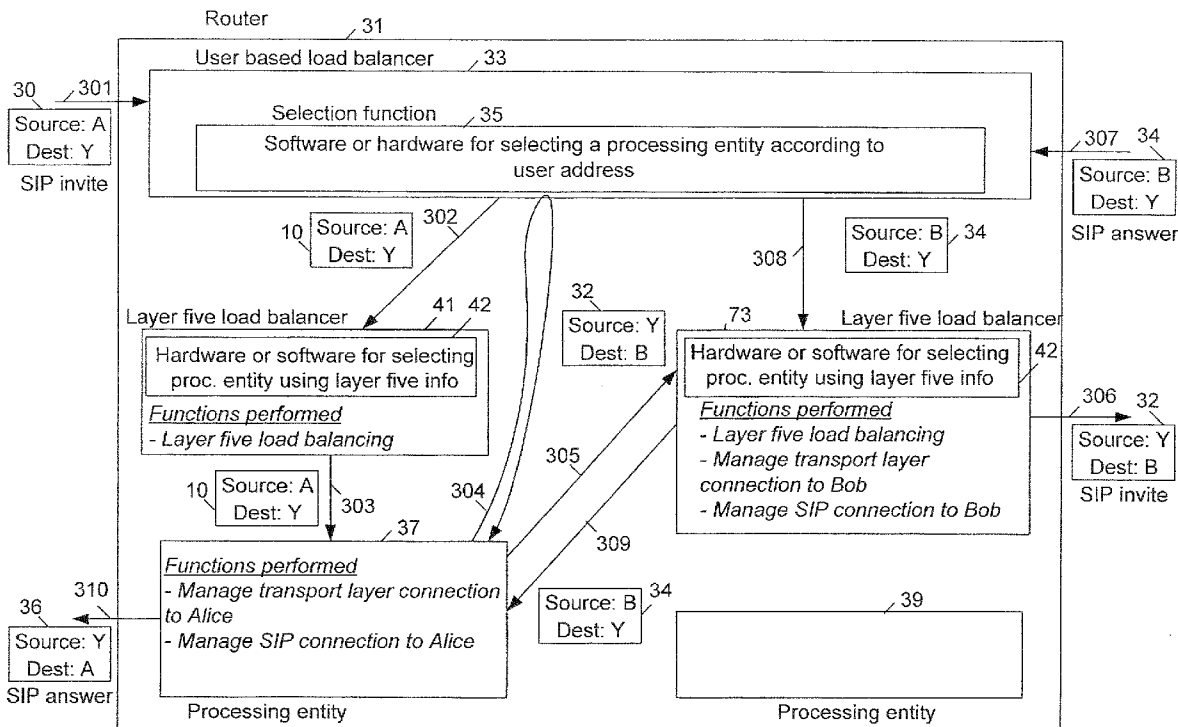 Router
31
User based load balancer
33
30
301
Source: A
Dest: Y
SIP invite
Selection function
35
Software or hardware for selecting a processing entity according to
user address
307
34
Source: B
Dest: Y
SIP answer
10
Source: A
Dest: Y
302
308
Source: B
Dest: Y
34
Layer five load balancer
41
42
Hardware or software for selecting
proc. entity using layer five info
Functions performed
- Layer five load balancing
32
Source: Y
Dest: B
73
Layer five load balancer
Hardware or software for selecting
proc. entity using layer five info
42
Functions performed
- Layer five load balancing
- Manage transport layer
connection to Bob
- Manage SIP connection to Bob
306
32
Source: Y
Dest: B
SIP invite
10
Source: A
Dest: Y
303
304
305
309
37
Functions performed
- Manage transport layer connection
to Alice
- Manage SIP connection to Alice
Processing entity
310
36
Source: Y
Dest: A
SIP answer
Source: B
Dest: Y
34
39
Processing entity